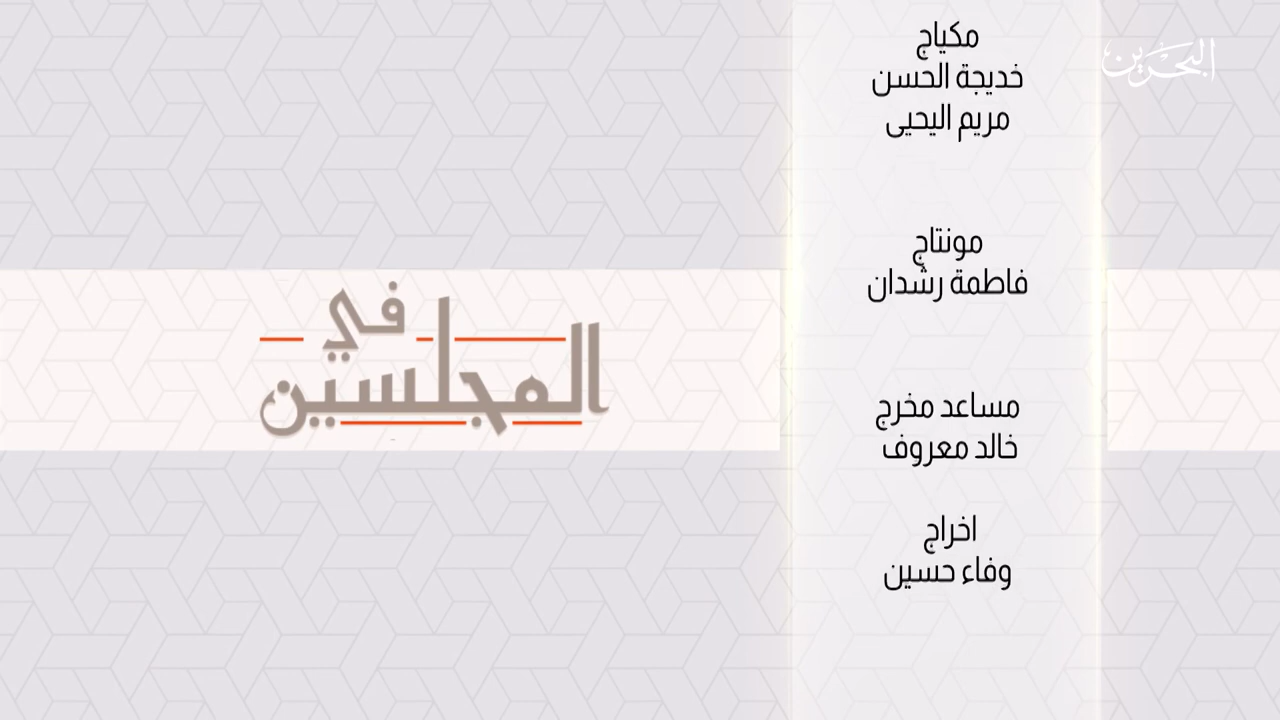 البحرين
مكياج
خديجة الحسن
مريم اليحيى
مونتاج
فاطمة رشدان
في
المجلسين
مساعد مخرج
خالد معروف
اخراج
وفاء حسين